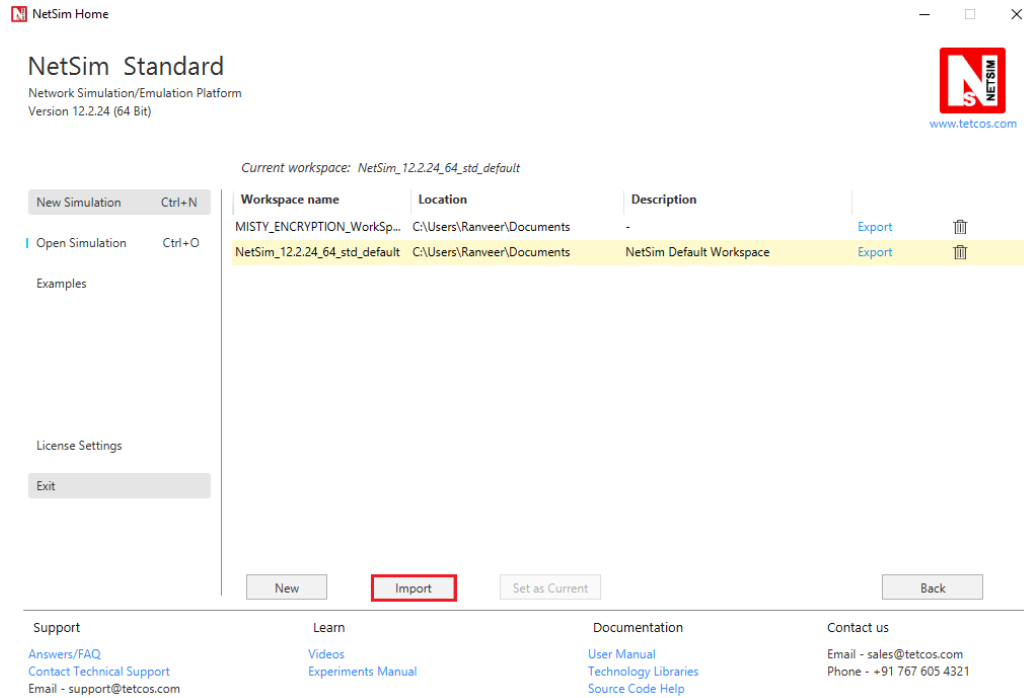 NetSim Home
NetSim Standard
Network Simulation/Emulation Platform
Version 12.2.24 (64 Bit)
NETSIM
www.tetcos.com
Current workspace: NetSim_12.2.24_64_std_default
New Simulation Ctrl+N
Open Simulation Ctrl+O
Examples
License Settings
Exit
Workspace name Location Description
MISTY_ENCRYPTION_WorkSp... C:\Users\Ranveer\Documents - Export
NetSim_12.2.24_64_std_default C:\Users\Ranveer\Documents NetSim Default Workspace Export
New Import Set as Current Back
Support Learn Documentation Contact us
Answers/FAQ Videos User Manual Email - sales@tetcos.com
Contact Technical Support Experiments Manual Technology Libraries Phone - +91 767 605 4321
Email - support@tetcos.com Source Code Help